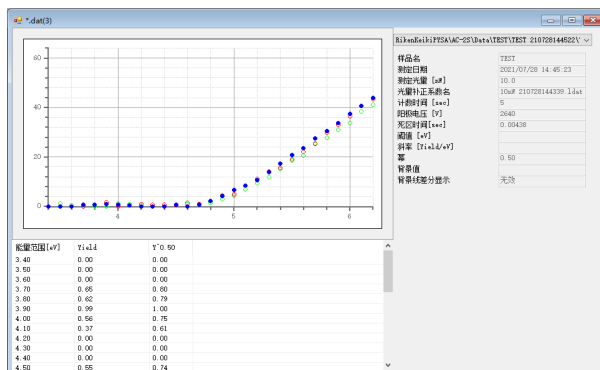 *.dat(3)
RikenKeikiPYSA\AC-2S\Data\TEST\TEST 210728144522\
样品名 TEST
测定日期 2021/07/28 14:45:23
测定光量 [nW] 10.0
光量补正系数名 10nW 210728144339.ldat
计数时间 [sec] 5
阳极电压 [V] 2640
死区时间[sec] 0.00438
阈值 [eV]
斜率 [Yield/eV]
幂 0.50
背景值
背景线差分显示 无效
60
40
20
0
4 5 6
能量范围[eV] Yield Y^0.50
3.40 0.00 0.00
3.50 0.00 0.00
3.60 0.00 0.00
3.70 0.65 0.80
3.80 0.62 0.79
3.90 0.99 1.00
4.00 0.56 0.75
4.10 0.37 0.61
4.20 0.00 0.00
4.30 0.00 0.00
4.40 0.00 0.00
4.50 0.55 0.74